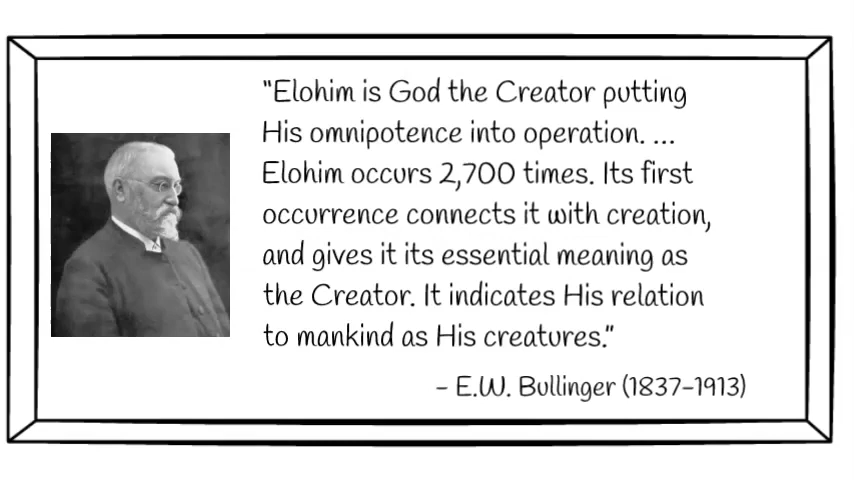 "Elohim is God the Creator putting
His omnipotence into operation. ...
Elohim occurs 2,700 times. Its first
occurrence connects it with creation,
and gives it its essential meaning as
the Creator. It indicates His relation
to mankind as His creatures."
- E.W. Bullinger (1837-1913)